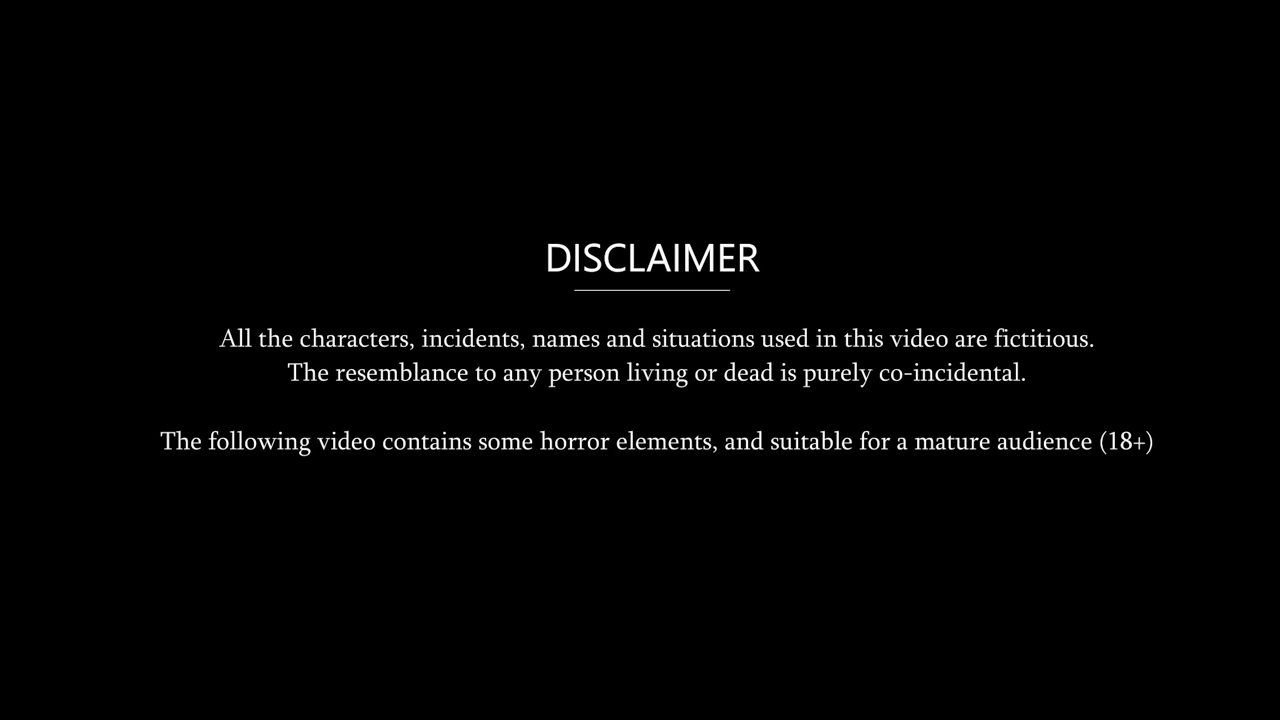 DISCLAIMER
All the characters, incidents, names and situations used in this video are fictitious.
The resemblance to any person living or dead is purely co-incidental.
The following video contains some horror elements, and suitable for a mature audience (18+)